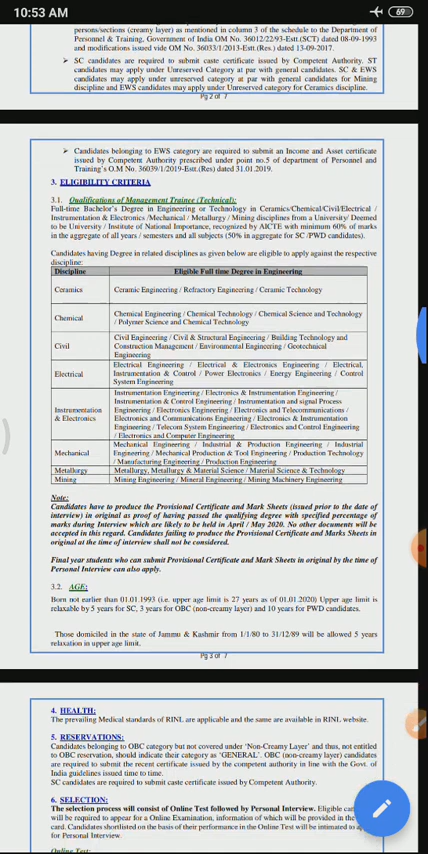 10:53 AM
69
persons/sections (creamy layer) as mentioned in column 3 of the schedule to the Department of
Personnel & Training, Government of India OM No. 36012/22/93-Estt.(SCT) dated 08-09-1993
and modifications issued vide OM No. 36033/1/2013-Estt.(Res.) dated 13-09-2017.
➢ SC candidates are required to submit caste certificate issued by Competent Authority. ST
candidates may apply under Unreserved Category at par with general candidates. SC & EWS
candidates may apply under unreserved category at par with general candidates for Mining
discipline and EWS candidates may apply under Unreserved category for Ceramics discipline.
Pg 2 of 7
➢ Candidates belonging to EWS category are required to submit an Income and Asset certificate
issued by Competent Authority prescribed under point no.5 of department of Personnel and
Training's O.M No. 36039/1/2019-Estt.(Res) dated 31.01.2019.
3. ELIGIBILITY CRITERIA
3.1. Qualifications of Management Trainee (Technical):
Full-time Bachelor's Degree in Engineering or Technology in Ceramics/Chemical/Civil/Electrical /
Instrumentation & Electronics /Mechanical / Metallurgy / Mining disciplines from a University/ Deemed
to be University / Institute of National Importance, recognized by AICTE with minimum 60% of marks
in the aggregate of all years / semesters and all subjects (50% in aggregate for SC /PWD candidates).
Candidates having Degree in related disciplines as given below are eligible to apply against the respective
discipline:
Discipline Eligible Full time Degree in Engineering
Ceramics Ceramic Engineering / Refractory Engineering / Ceramic Technology
Chemical Chemical Engineering / Chemical Technology / Chemical Science and Technology
/ Polymer Science and Chemical Technology
Civil Civil Engineering / Civil & Structural Engineering / Building Technology and
Construction Management / Environmental Engineering / Geotechnical
Engineering
Electrical Electrical Engineering / Electrical & Electronics Engineering / Electrical,
Instrumentation & Control / Power Electronics / Energy Engineering / Control
System Engineering
Instrumentation & Electronics Instrumentation Engineering / Electronics & Instrumentation Engineering /
Instrumentation & Control Engineering / Instrumentation and signal Process
Engineering / Electronics Engineering / Electronics and Telecommunications /
Electronics and Communications Engineering / Electronics & Instrumentation
Engineering / Telecom System Engineering / Electronics and Control Engineering
/ Electronics and Computer Engineering
Mechanical Mechanical Engineering / Industrial & Production Engineering / Industrial
Engineering / Mechanical Production & Tool Engineering / Production Technology
/ Manufacturing Engineering / Production Engineering
Metallurgy Metallurgy, Metallurgy & Material Science / Material Science & Technology
Mining Mining Engineering / Mineral Engineering / Mining Machinery Engineering
Note:
Candidates have to produce the Provisional Certificate and Mark Sheets (issued prior to the date of
interview) in original as proof of having passed the qualifying degree with specified percentage of
marks during Interview which are likely to be held in April / May 2020. No other documents will be
accepted in this regard. Candidates failing to produce the Provisional Certificate and Marks Sheets in
original at the time of interview shall not be considered.
Final year students who can submit Provisional Certificate and Mark Sheets in original by the time of
Personal Interview can also apply.
3.2. AGE:
Born not earlier than 01.01.1993 (i.e. upper age limit is 27 years as of 01.01.2020) Upper age limit is
relaxable by 5 years for SC, 3 years for OBC (non-creamy layer) and 10 years for PWD candidates.
Those domiciled in the state of Jammu & Kashmir from 1/1/80 to 31/12/89 will be allowed 5 years
relaxation in upper age limit.
Pg 3 of 7
4. HEALTH:
The prevailing Medical standards of RINL are applicable and the same are available in RINL website.
5. RESERVATIONS:
Candidates belonging to OBC category but not covered under 'Non-Creamy Layer' and thus, not entitled
to OBC reservation, should indicate their category as 'GENERAL'. OBC (non-creamy layer) candidates
are required to submit the recent certificate issued by the competent authority in line with the Govt. of
India guidelines issued time to time.
SC candidates are required to submit caste certificate issued by Competent Authority.
6. SELECTION:
The selection process will consist of Online Test followed by Personal Interview. Eligible
will be required to appear for a Online Examination, information of which will be provided in the
card. Candidates shortlisted on the basis of their performance in the Online Test will be intimated to
for Personal Interview.
Online Test: